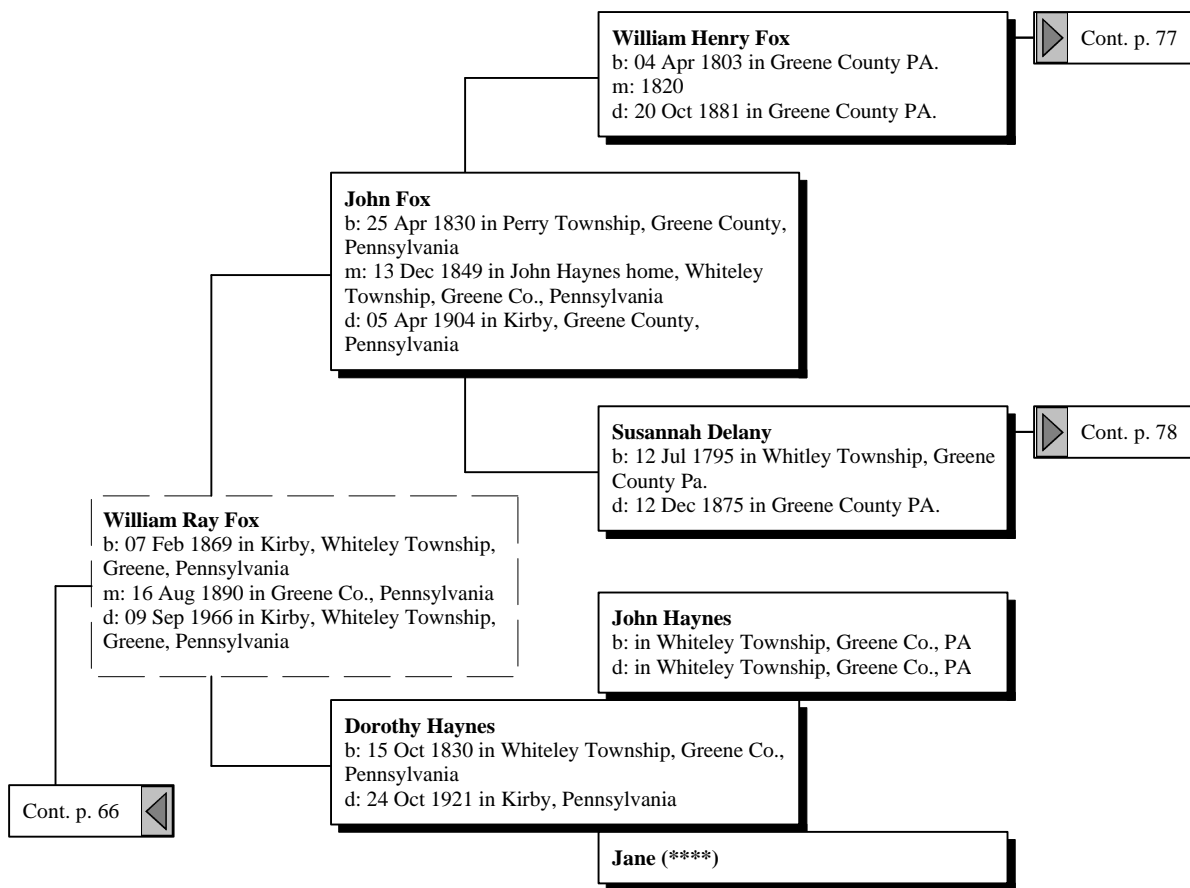 William Henry Fox
b: 04 Apr 1803 in Greene County PA.
m: 1820
d: 20 Oct 1881 in Greene County PA.
Cont. p. 77
John Fox
b: 25 Apr 1830 in Perry Township, Greene County,
Pennsylvania
m: 13 Dec 1849 in John Haynes home, Whiteley
Township, Greene Co., Pennsylvania
d: 05 Apr 1904 in Kirby, Greene County,
Pennsylvania
Susannah Delany
b: 12 Jul 1795 in Whitley Township, Greene
County Pa.
d: 12 Dec 1875 in Greene County PA.
Cont. p. 78
William Ray Fox
b: 07 Feb 1869 in Kirby, Whiteley Township,
Greene, Pennsylvania
m: 16 Aug 1890 in Greene Co., Pennsylvania
d: 09 Sep 1966 in Kirby, Whiteley Township,
Greene, Pennsylvania
John Haynes
b: in Whiteley Township, Greene Co., PA
d: in Whiteley Township, Greene Co., PA
Dorothy Haynes
b: 15 Oct 1830 in Whiteley Township, Greene Co.,
Pennsylvania
d: 24 Oct 1921 in Kirby, Pennsylvania
Cont. p. 66
Jane (****)